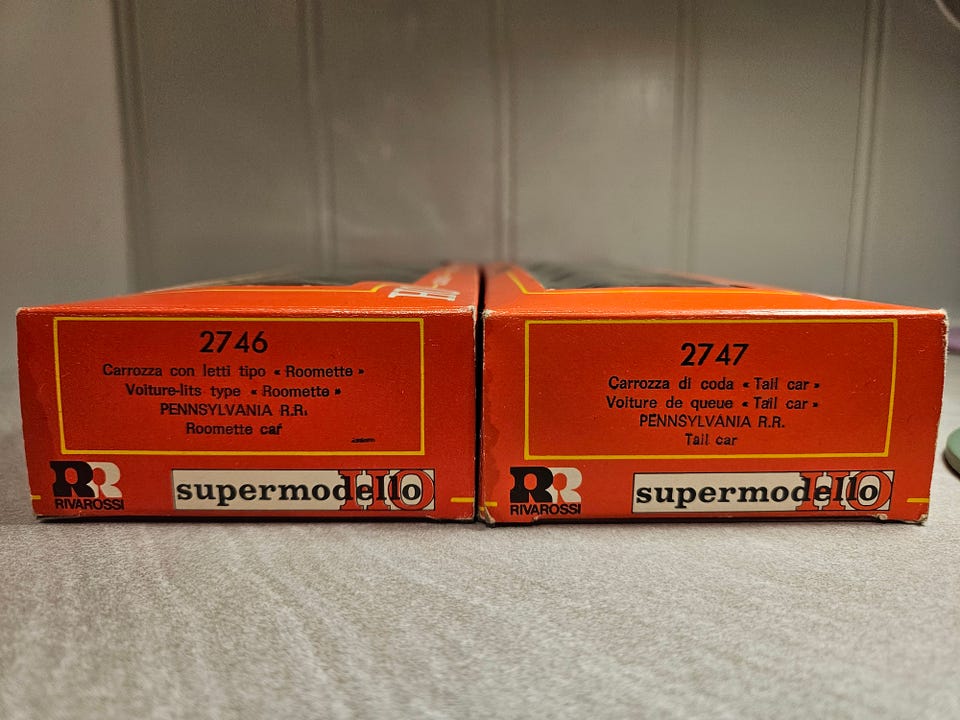 2746
Carrozza con letti tipo « Roomette »
Voiture-lits type « Roomette »
PENNSYLVANIA R.R.
Roomette car
RR
RIVAROSSI
supermodello HO
2747
Carrozza di coda « Tail car »
Voiture de queue « Tail car »
PENNSYLVANIA R.R.
Tail car
RR
RIVAROSSI
supermodello HO